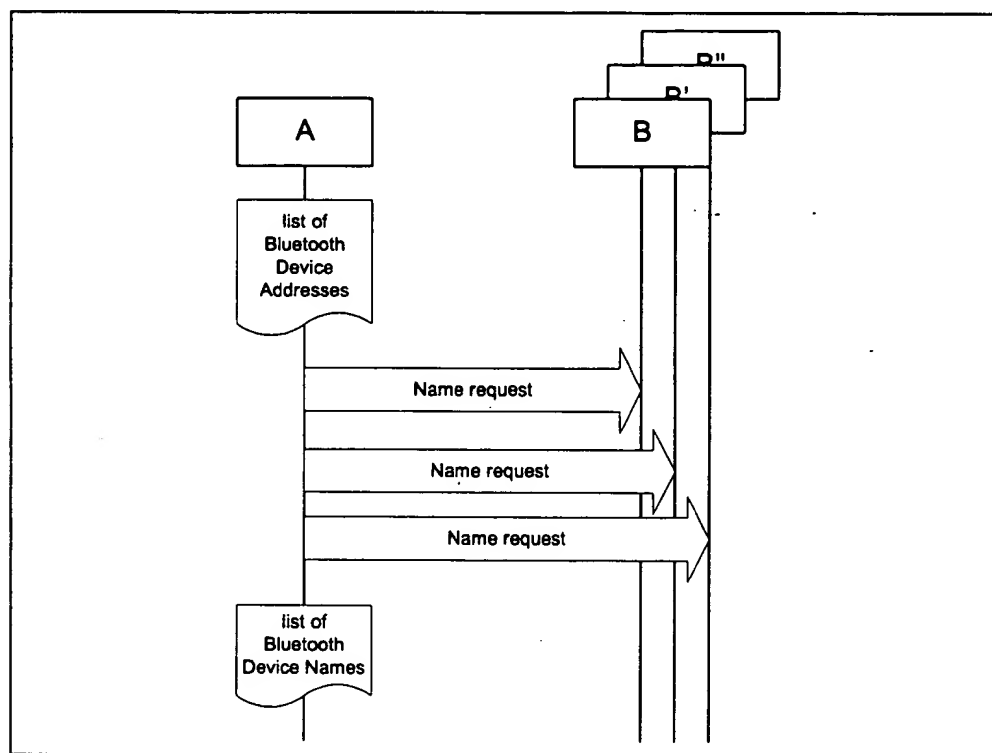 B"
B'
A
B
list of
Bluetooth
Device
Addresses
Name request
Name request
Name request
list of
Bluetooth
Device Names